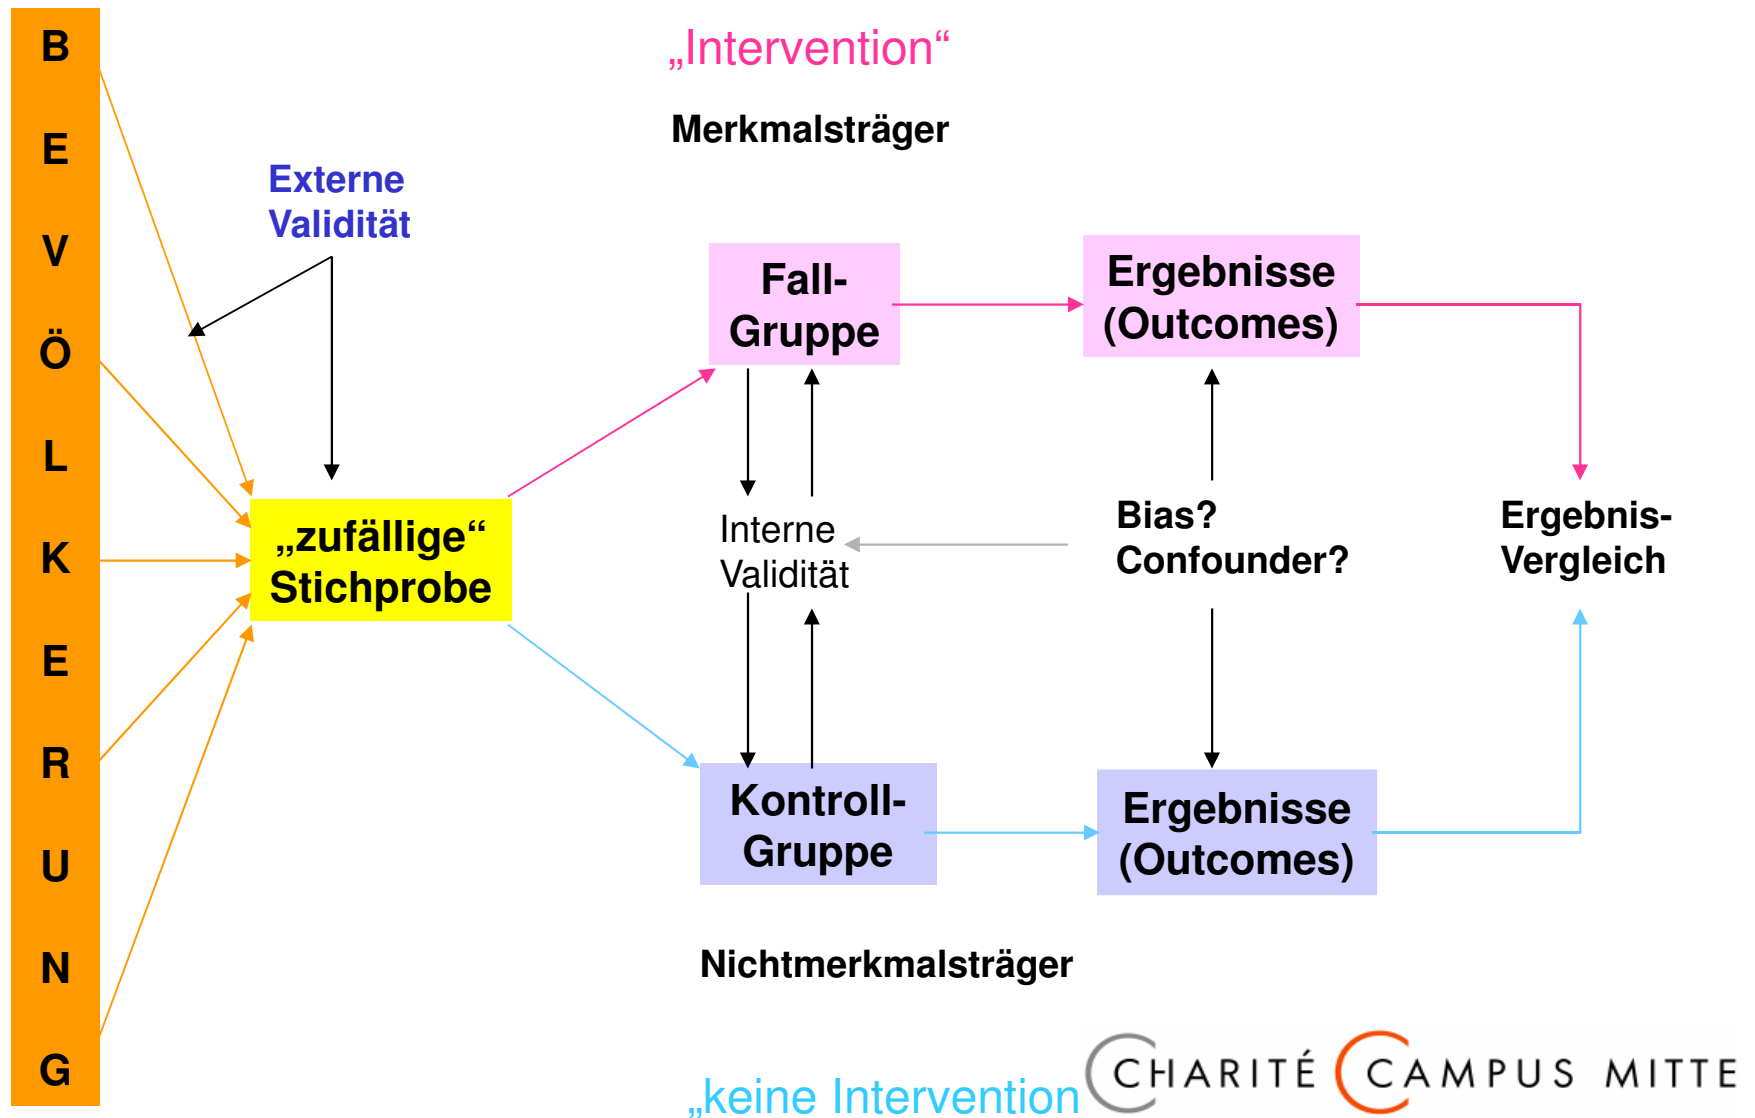 B
E
V
Ö
L
K
E
R
U
N
G
„Intervention“
Merkmalsträger
Externe
Validität
Fall-
Gruppe
Ergebnisse
(Outcomes)
„zufällige“
Stichprobe
Interne
Validität
Bias?
Confounder?
Ergebnis-
Vergleich
Kontroll-
Gruppe
Ergebnisse
(Outcomes)
Nichtmerkmalsträger
„keine Intervention
CHARITÉ CAMPUS MITTE